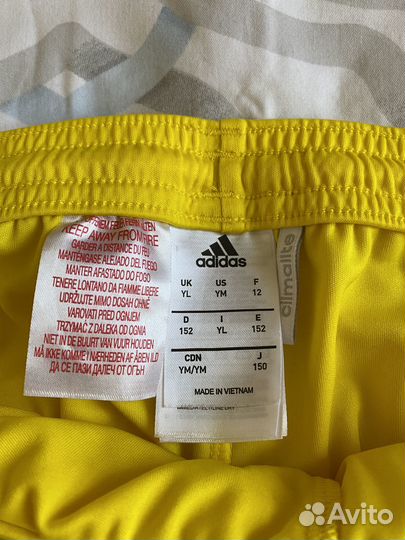 KEEP AWAY FROM FIRE
GARDER A DISTANCE DU FEU
MANTÉNGASE ALEJADO DEL FUEGO
MANTER AFASTADO DO FOGO
TENERE LONTANO DA FIAMME LIBERE
UDRŽUJTE MIMO DOSAH OHNE
VAROVATI PRED OGNJEM
TRZYMAĆ Z DALEKA OD OGNIA
NIET IN DE BUURT VAN VUUR HOUDEN
MÅ IKKE KOMME I NÆRHEDEN AF ÅBEN ILD
ДА СЕ ПАЗИ ДАЛЕЧ ОТ ОГЪН
adidas
UK US F
YL YM 12
D I E
152 YL 152
CDN J
YM/YM 150
MADE IN VIETNAM
climalite
Avito